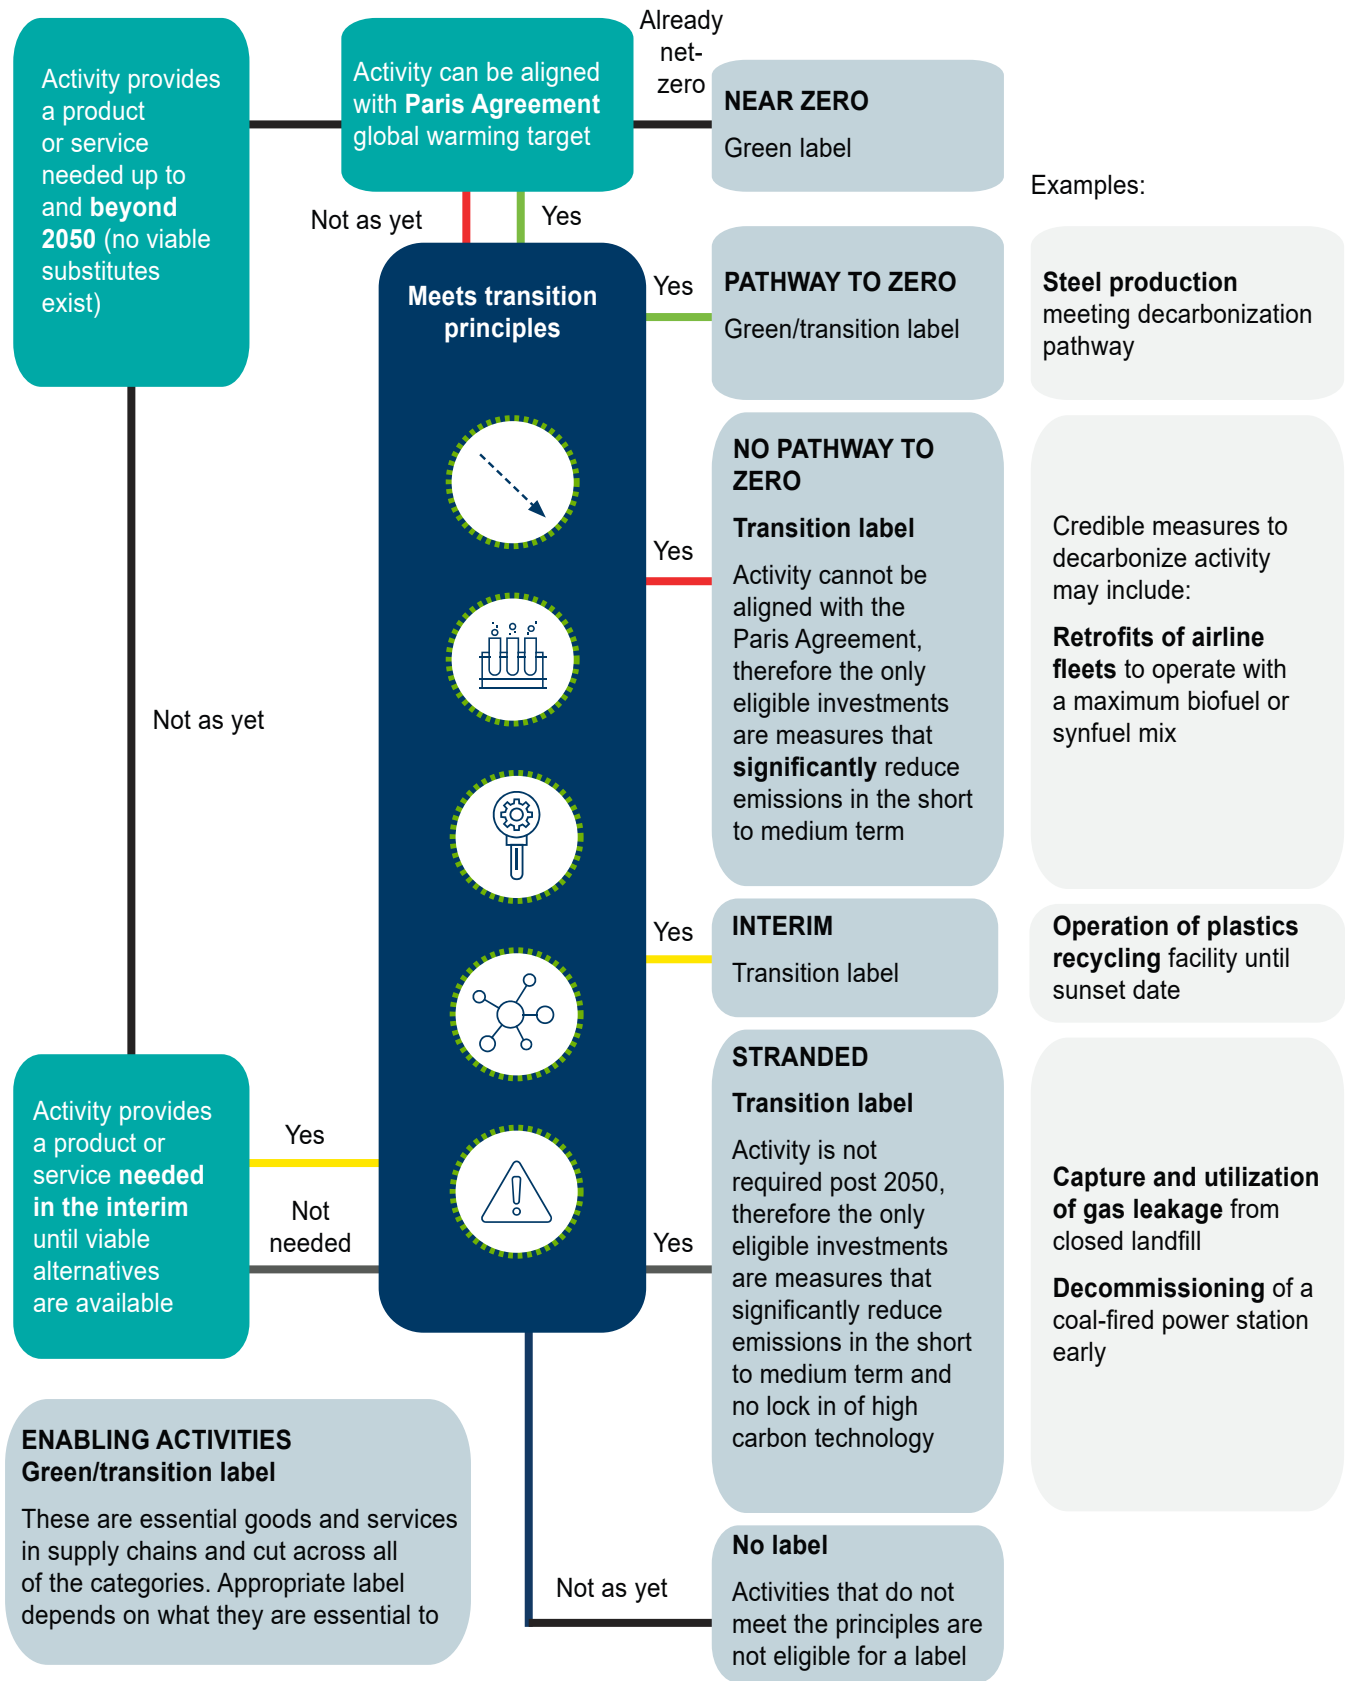 Activity provides
a product
or service
needed up to
and beyond
2050 (no viable
substitutes
exist)
Activity can be aligned
with Paris Agreement
global warming target
Already
net-
zero
NEAR ZERO
Green label
Examples:
Not as yet
Yes
Meets transition
principles
Yes
PATHWAY TO ZERO
Green/transition label
Steel production
meeting decarbonization
pathway
Yes
NO PATHWAY TO
ZERO
Transition label
Activity cannot be
aligned with the
Paris Agreement,
therefore the only
eligible investments
are measures that
significantly reduce
emissions in the short
to medium term
Credible measures to
decarbonize activity
may include:
Retrofits of airline
fleets to operate with
a maximum biofuel or
synfuel mix
Not as yet
Yes
INTERIM
Transition label
Operation of plastics
recycling facility until
sunset date
Activity provides
a product or
service needed
in the interim
until viable
alternatives
are available
Yes
Not
needed
Yes
STRANDED
Transition label
Activity is not
required post 2050,
therefore the only
eligible investments
are measures that
significantly reduce
emissions in the short
to medium term and
no lock in of high
carbon technology
Capture and utilization
of gas leakage from
closed landfill
Decommissioning of a
coal-fired power station
early
ENABLING ACTIVITIES
Green/transition label
These are essential goods and services
in supply chains and cut across all
of the categories. Appropriate label
depends on what they are essential to
Not as yet
No label
Activities that do not
meet the principles are
not eligible for a label